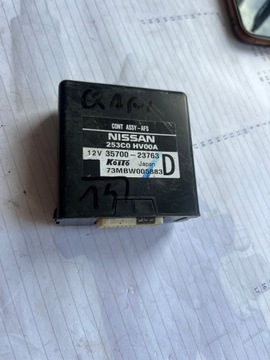 CONT ASSY-AFS
NISSAN
253C0 HV00A
12V 35700-23763
KOITO Japan D
73MBW005883